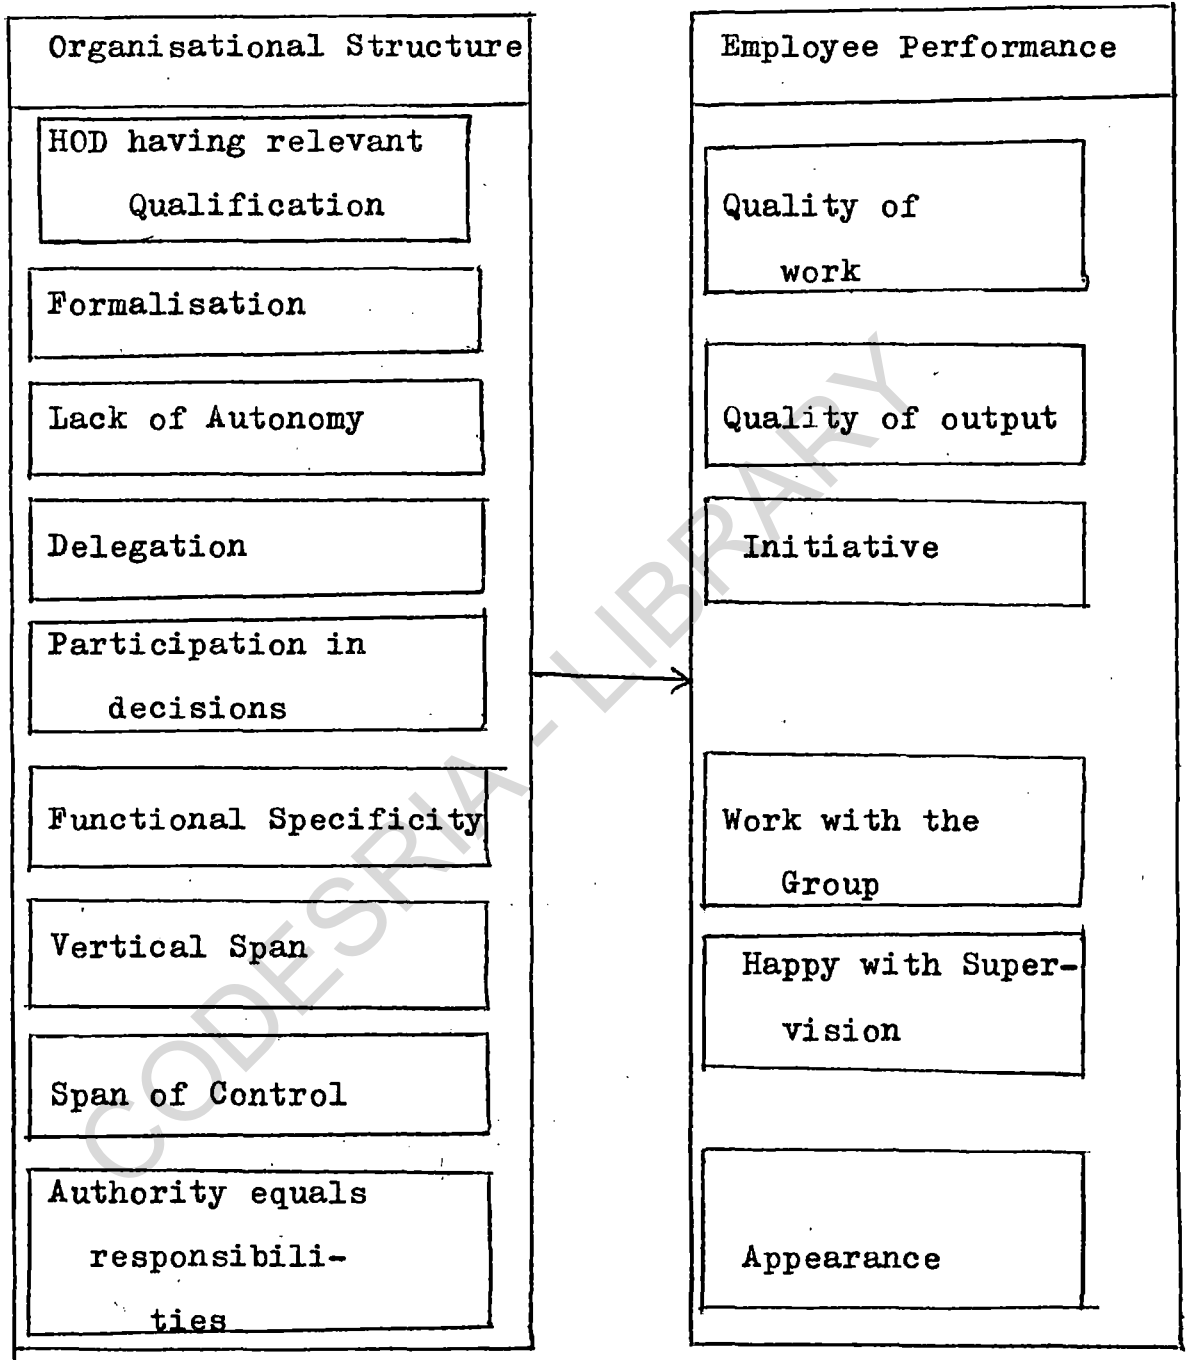 Organisational Structure
HOD having relevant
Qualification
Formalisation
Lack of Autonomy
Delegation
Participation in
decisions
Functional Specificity
Vertical Span
Span of Control
Authority equals
responsibili-
ties
Employee Performance
Quality of
work
Quality of output
Initiative
Work with the
Group
Happy with Super-
vision
Appearance
CODESRIA - LIBRARY